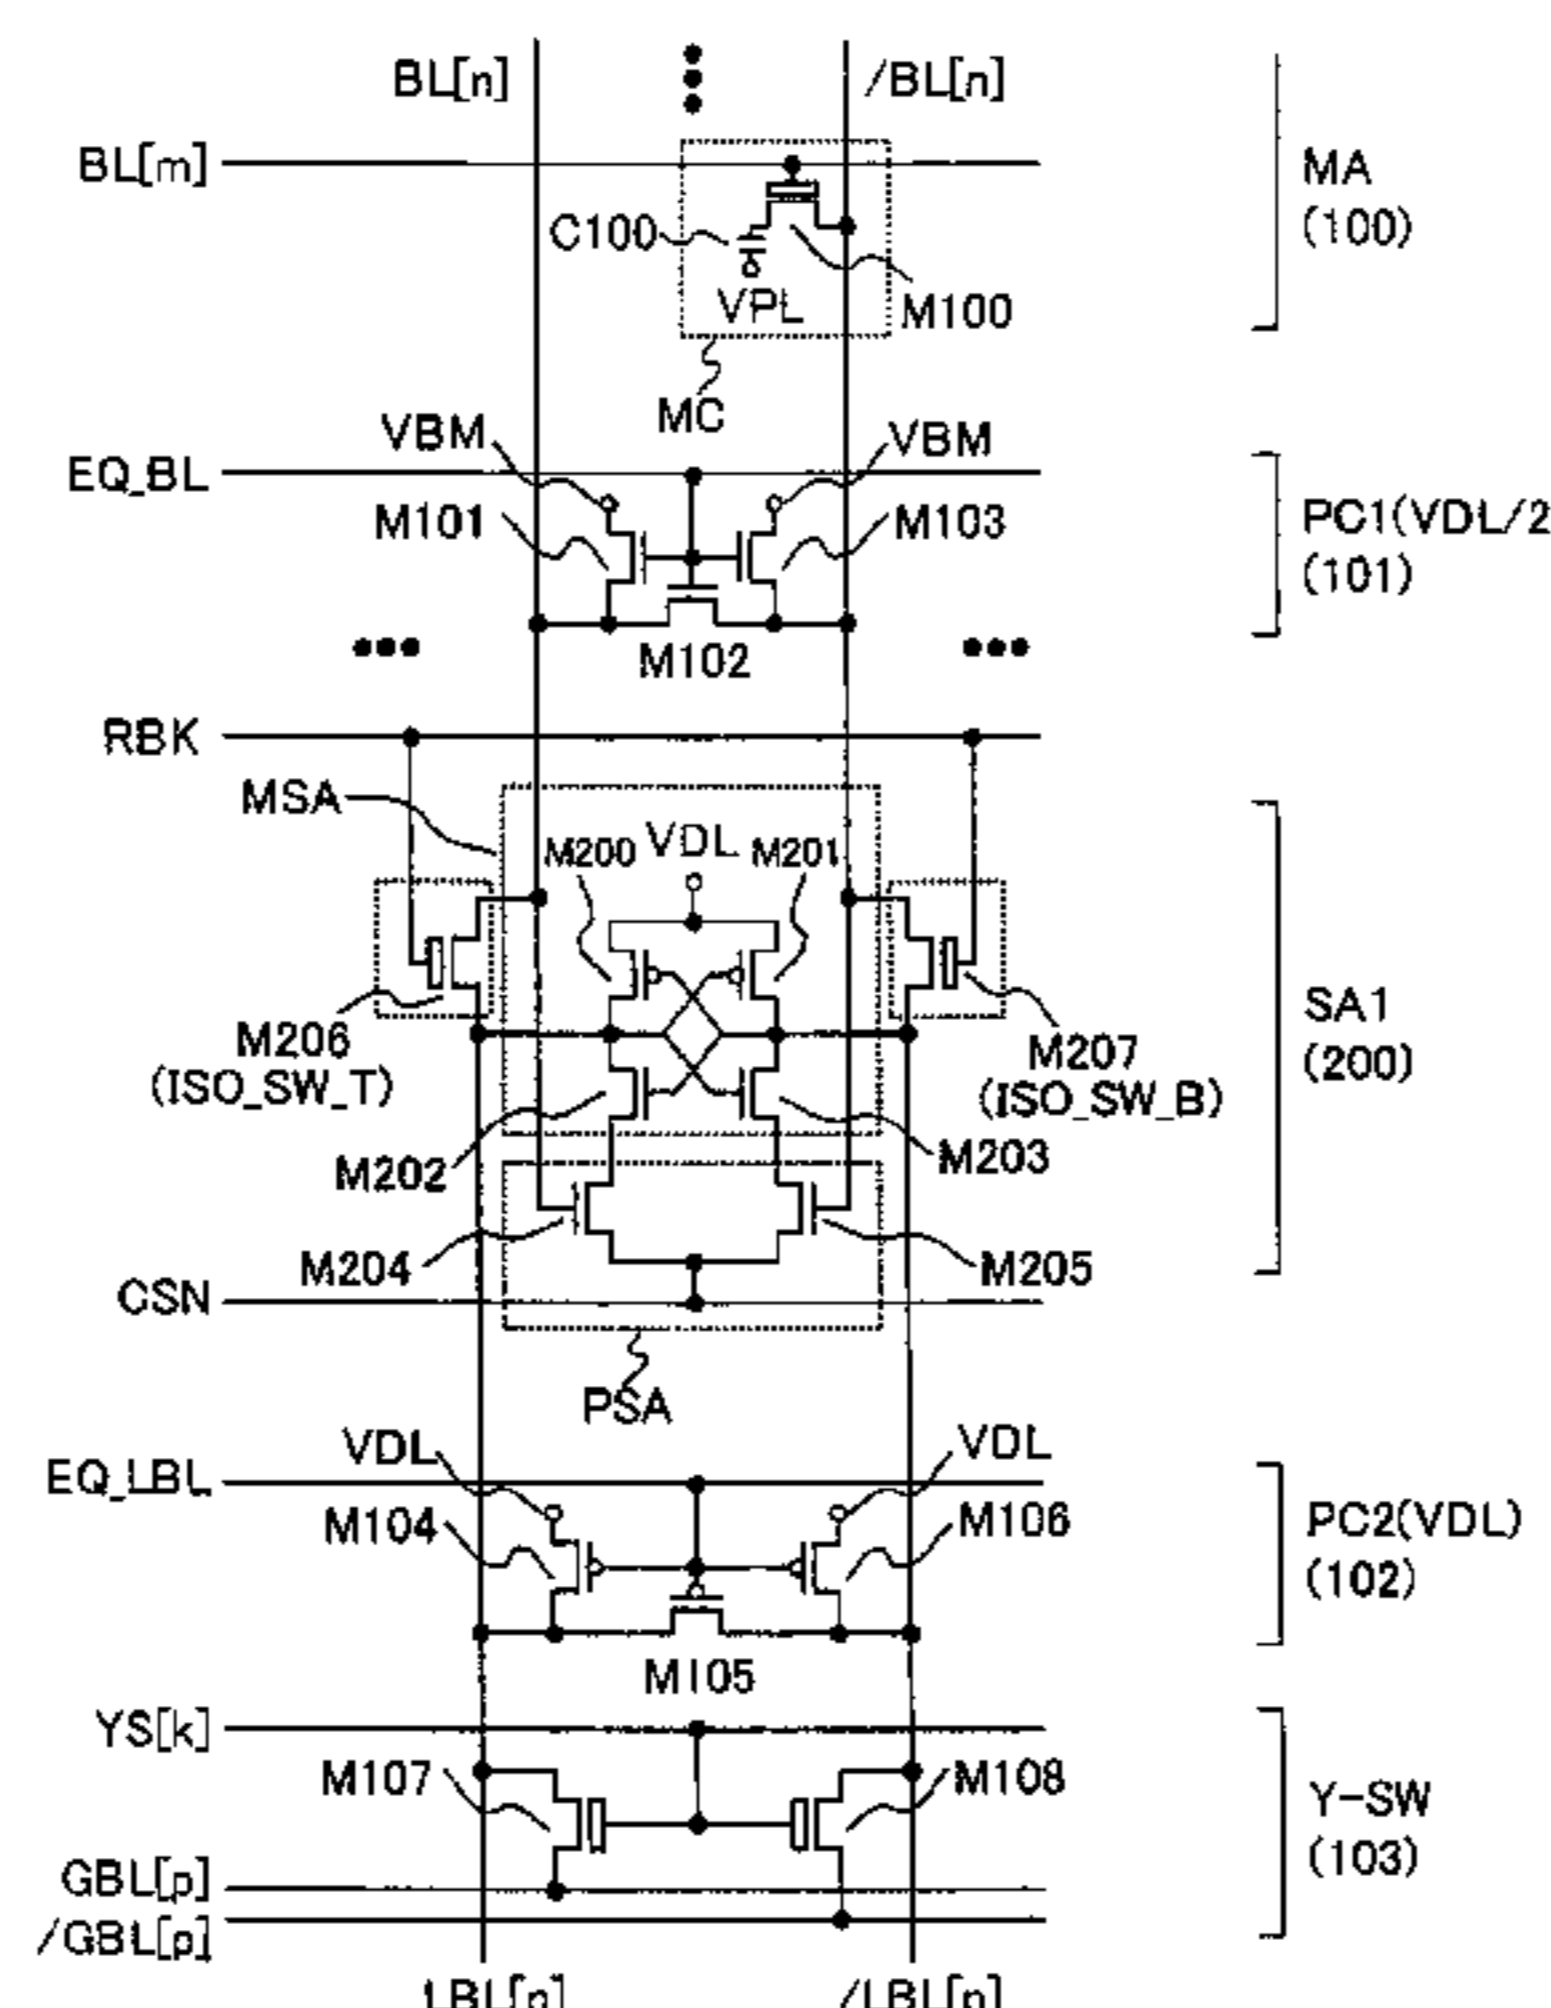 BL[n]
/BL[n]
BL[m]
MA
(100)
C100
VPL
M100
MC
VBM
VBM
EQ_BL
M101
M103
PC1(VDL/2
(101)
M102
RBK
MSA
M200
VDL
M201
M206
(ISO_SW_T)
M207
(ISO_SW_B)
SA1
(200)
M202
M203
M204
M205
CSN
PSA
VDL
VDL
EQ_LBL
M104
M106
PC2(VDL)
(102)
M105
YS[k]
M107
M108
Y-SW
(103)
GBL[p]
/GBL[p]
LBL[n]
/LBL[n]